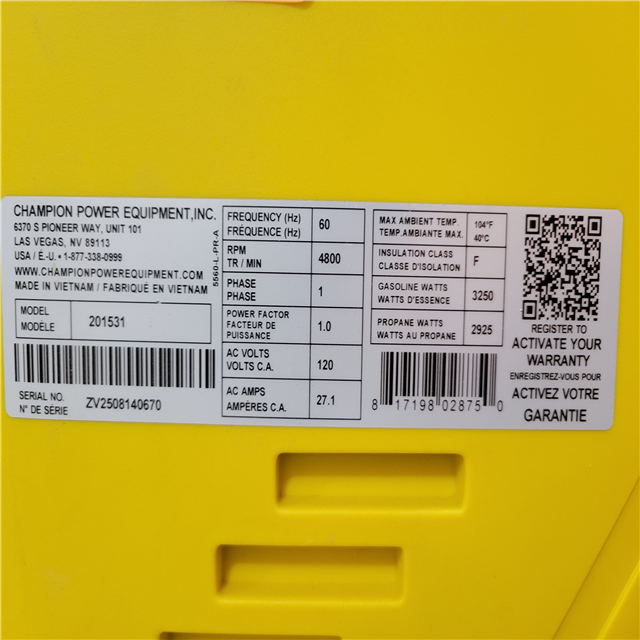 CHAMPION POWER EQUIPMENT,INC.
6370 S PIONEER WAY, UNIT 101
LAS VEGAS, NV 89113
USA / É.-U. • 1-877-338-0999
WWW.CHAMPIONPOWEREQUIPMENT.COM
MADE IN VIETNAM / FABRIQUÉ EN VIETNAM
MODEL
MODÈLE
201531
SERIAL NO.
N° DE SÉRIE
ZV2508140670
5560-L-PR-A
FREQUENCY (Hz)
FRÉQUENCE (Hz)
60
RPM
TR / MIN
4800
PHASE
PHASE
1
POWER FACTOR
FACTEUR DE
PUISSANCE
1.0
AC VOLTS
VOLTS C.A.
120
AC AMPS
AMPÈRES C.A.
27.1
MAX AMBIENT TEMP.
TEMP.AMBIANTE MAX.
104°F
40°C
INSULATION CLASS
CLASSE D'ISOLATION
F
GASOLINE WATTS
WATTS D'ESSENCE
3250
PROPANE WATTS
WATTS AU PROPANE
2925
8 17198 02875 0
REGISTER TO
ACTIVATE YOUR
WARRANTY
ENREGISTREZ-VOUS POUR
ACTIVEZ VOTRE
GARANTIE